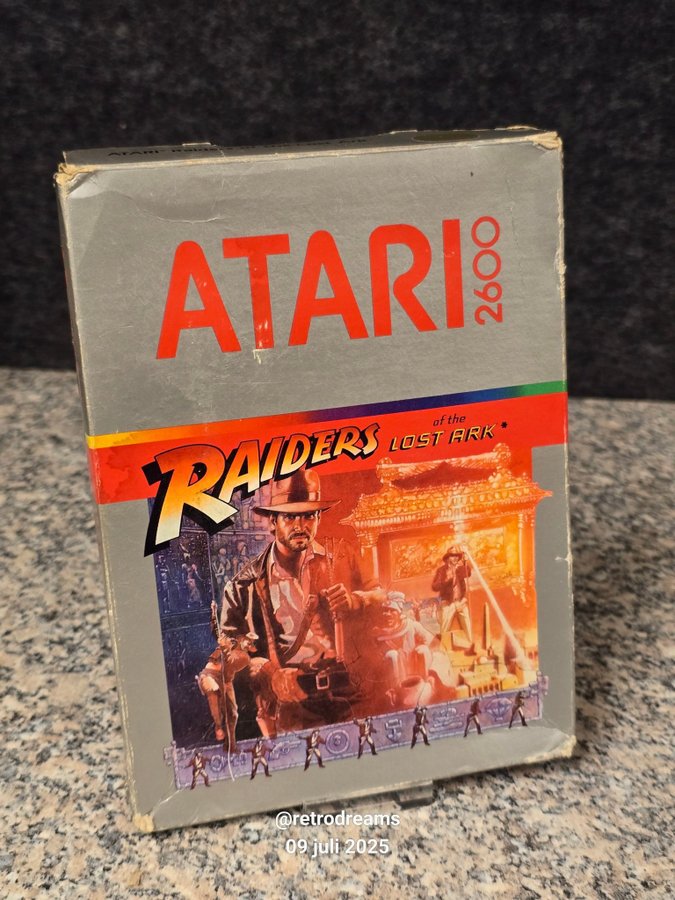 ATARI
2600
RAIDERS
of the
LOST ARK*
@retrodreams
09 juli 2025